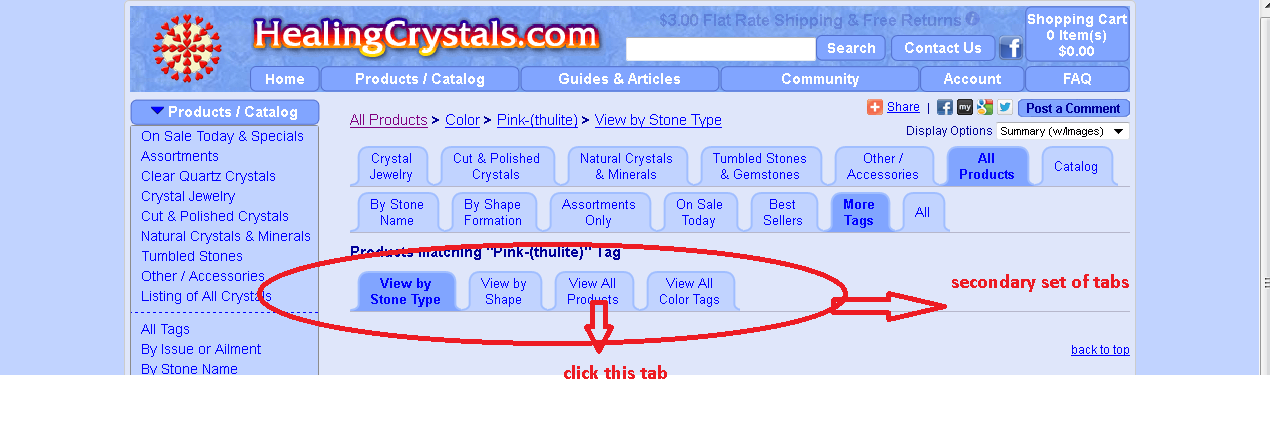 $3.00 Flat Rate Shipping & Free Returns
HealingCrystals.com
Search
Contact Us
Shopping Cart
0 Item(s)
$0.00
Home
Products / Catalog
Guides & Articles
Community
Account
FAQ
Products / Catalog
On Sale Today & Specials
Assortments
Clear Quartz Crystals
Crystal Jewelry
Cut & Polished Crystals
Natural Crystals & Minerals
Tumbled Stones
Other / Accessories
Listing of All Crystals
All Tags
By Issue or Ailment
By Stone Name
Share |
my
Post a Comment
All Products > Color > Pink-(thulite) > View by Stone Type
Display Options Summary (w/Images)
Crystal
Jewelry
Cut & Polished
Crystals
Natural Crystals
& Minerals
Tumbled Stones
& Gemstones
Other /
Accessories
All
Products
Catalog
By Stone
Name
By Shape
Formation
Assortments
Only
On Sale
Today
Best
Sellers
More
Tags
All
Products matching "Pink-(thulite)" Tag
View by
Stone Type
View by
Shape
View All
Products
View All
Color Tags
secondary set of tabs
back to top
click this tab